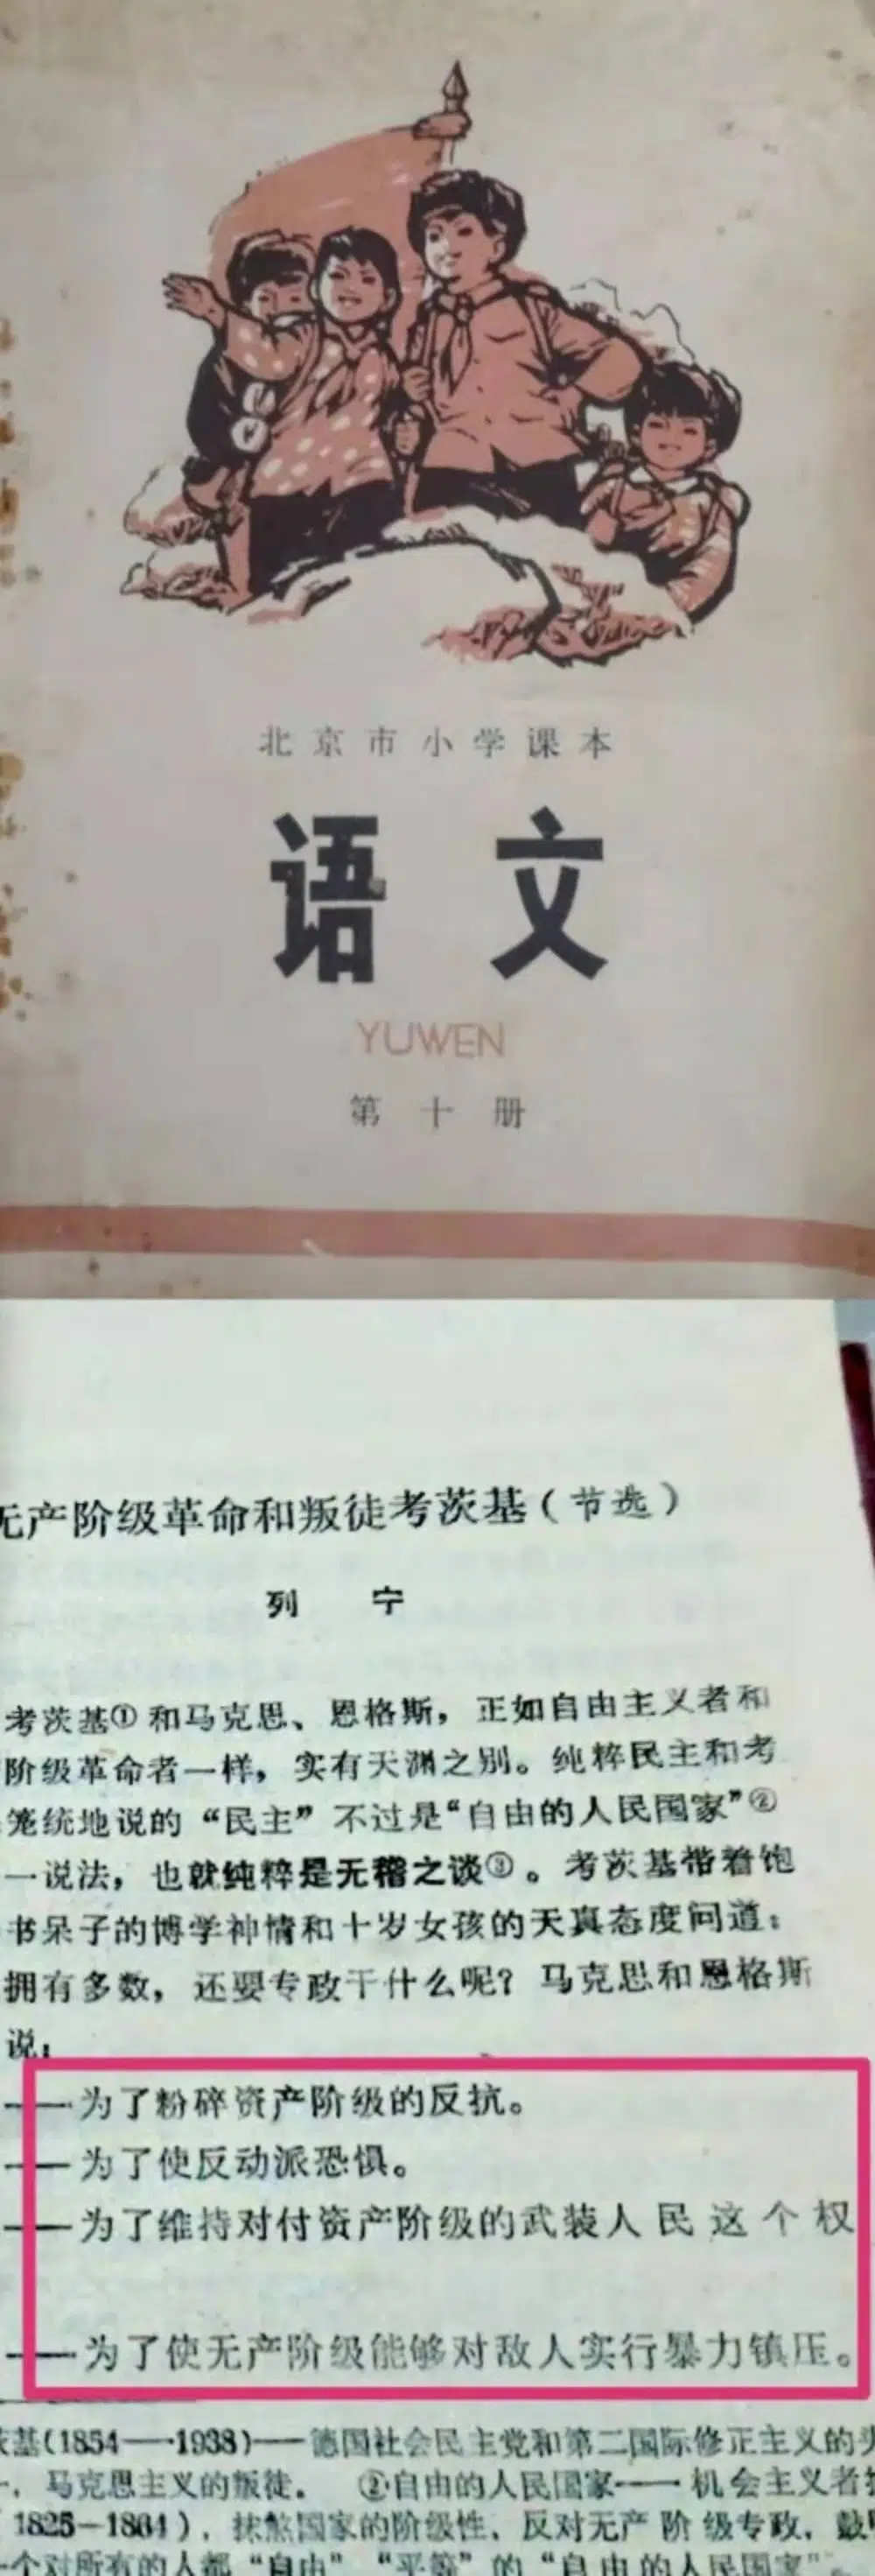 北京市小学课本
语文
YUWEN
第十册
无产阶级革命和叛徒考茨基（节选）
列 宁
考茨基①和马克思、恩格斯，正如自由主义者和
阶级革命者一样，实有天渊之别。纯粹民主和考
笼统地说的“民主”不过是“自由的人民国家”②
一说法，也就纯粹是无稽之谈③。考茨基带着饱
书呆子的博学神情和十岁女孩的天真态度问道：
拥有多数，还要专政干什么呢？马克思和恩格斯
说：
——为了粉碎资产阶级的反抗。
——为了使反动派恐惧。
——为了维持对付资产阶级的武装人民这个权
——为了使无产阶级能够对敌人实行暴力镇压。
茨基(1854——1938)——德国社会民主党和第二国际修正主义的头
，马克思主义的叛徒。 ②自由的人民国家——机会主义者
（1825—1864），抹煞国家的阶级性，反对无产阶级专政，鼓
一个对所有的人都“自由”“平等”的“自由的人民国家”